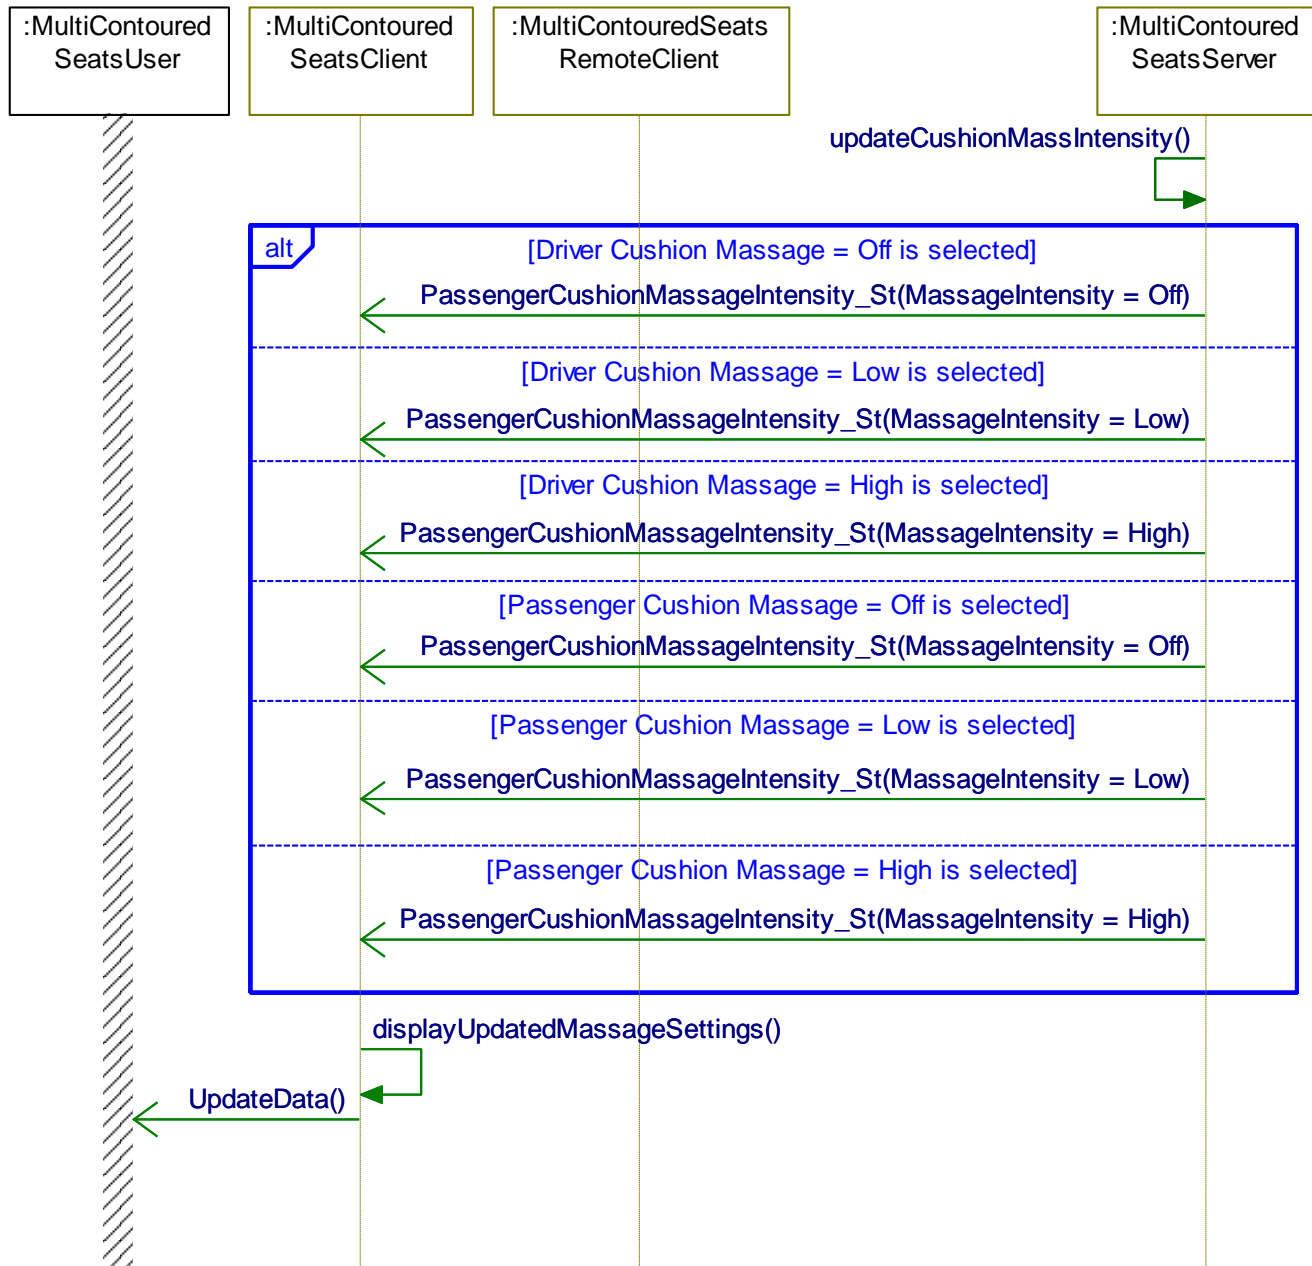 :MultiContoured
SeatsUser
:MultiContoured
SeatsClient
:MultiContouredSeats
RemoteClient
:MultiContoured
SeatsServer
updateCushionMassIntensity()
alt
[Driver Cushion Massage = Off is selected]
PassengerCushionMassageIntensity_St(MassageIntensity = Off)
[Driver Cushion Massage = Low is selected]
PassengerCushionMassageIntensity_St(MassageIntensity = Low)
[Driver Cushion Massage = High is selected]
PassengerCushionMassageIntensity_St(MassageIntensity = High)
[Passenger Cushion Massage = Off is selected]
PassengerCushionMassageIntensity_St(MassageIntensity = Off)
[Passenger Cushion Massage = Low is selected]
PassengerCushionMassageIntensity_St(MassageIntensity = Low)
[Passenger Cushion Massage = High is selected]
PassengerCushionMassageIntensity_St(MassageIntensity = High)
displayUpdatedMassageSettings()
UpdateData()